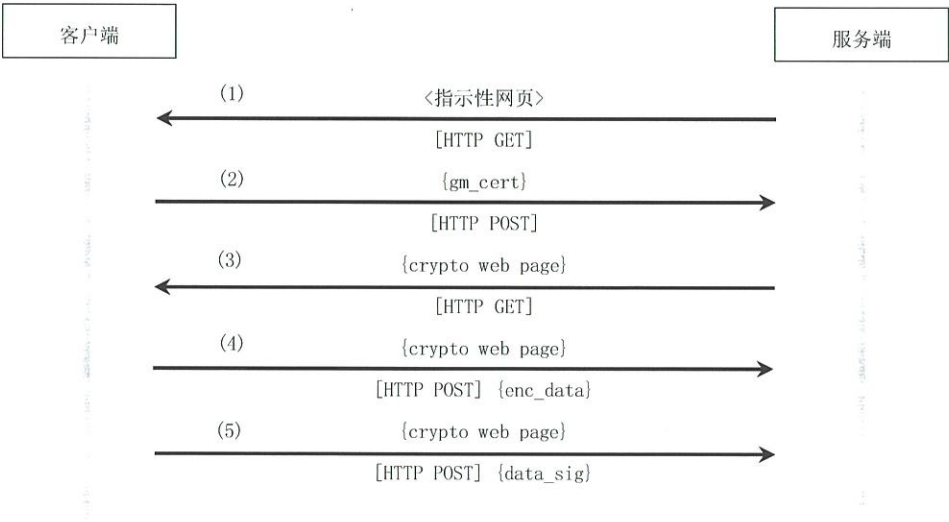 客户端
服务端
(1) <指示性网页>
[HTTP GET]
(2) {gm_cert}
[HTTP POST]
(3) {crypto web page}
[HTTP GET]
(4) {crypto web page}
[HTTP POST] {enc_data}
(5) {crypto web page}
[HTTP POST] {data_sig}